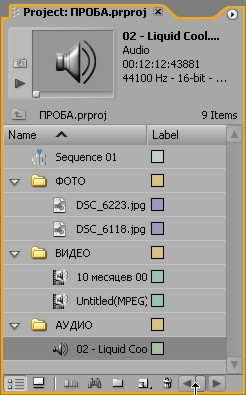 Project: ПРОБА.prproj
02 - Liquid Cool....
Audio
00:12:12:43881
44100 Hz - 16-bit - ...
ПРОБА.prproj 9 Items
Name Label
Sequence 01
ФОТО
DSC_6223.jpg
DSC_6118.jpg
ВИДЕО
10 месяцев 00
Untitled(MPEG)
АУДИО
02 - Liquid Coo